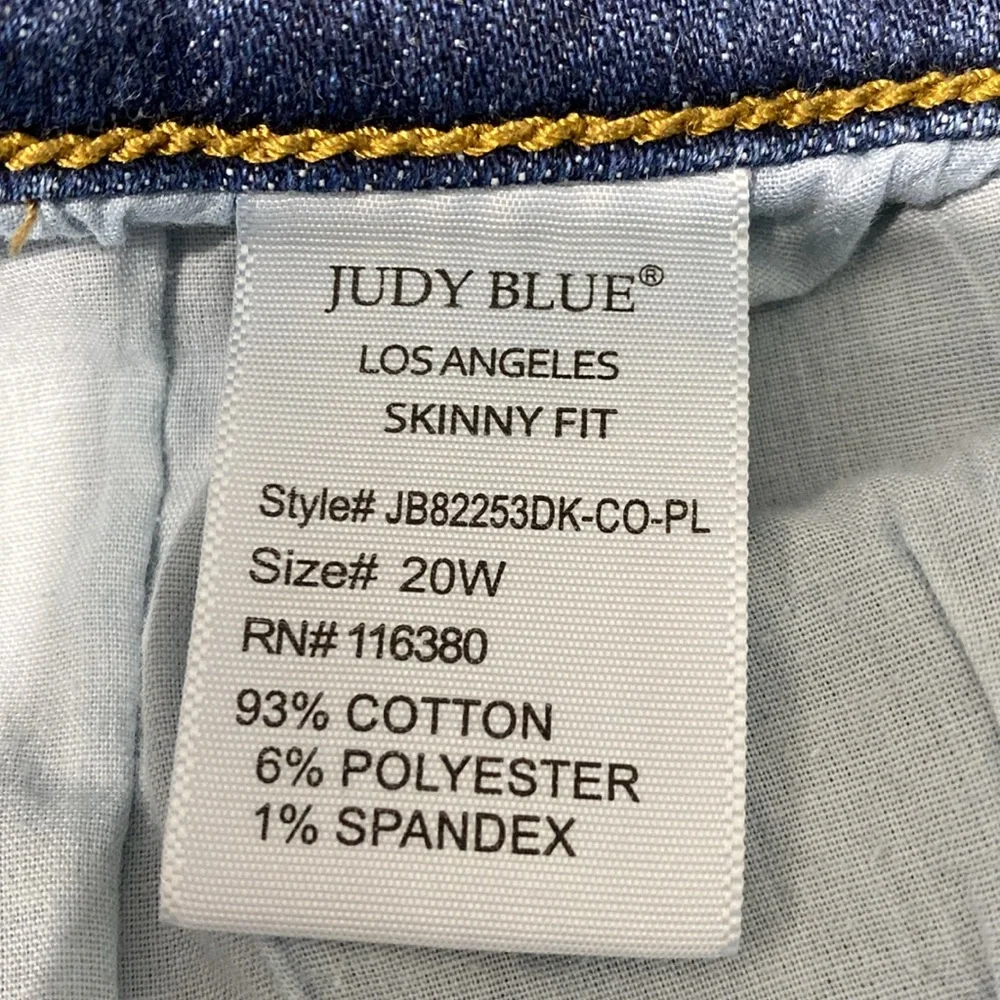 JUDY BLUE®
LOS ANGELES
SKINNY FIT
Style# JB82253DK-CO-PL
Size# 20W
RN# 116380
93% COTTON
6% POLYESTER
1% SPANDEX